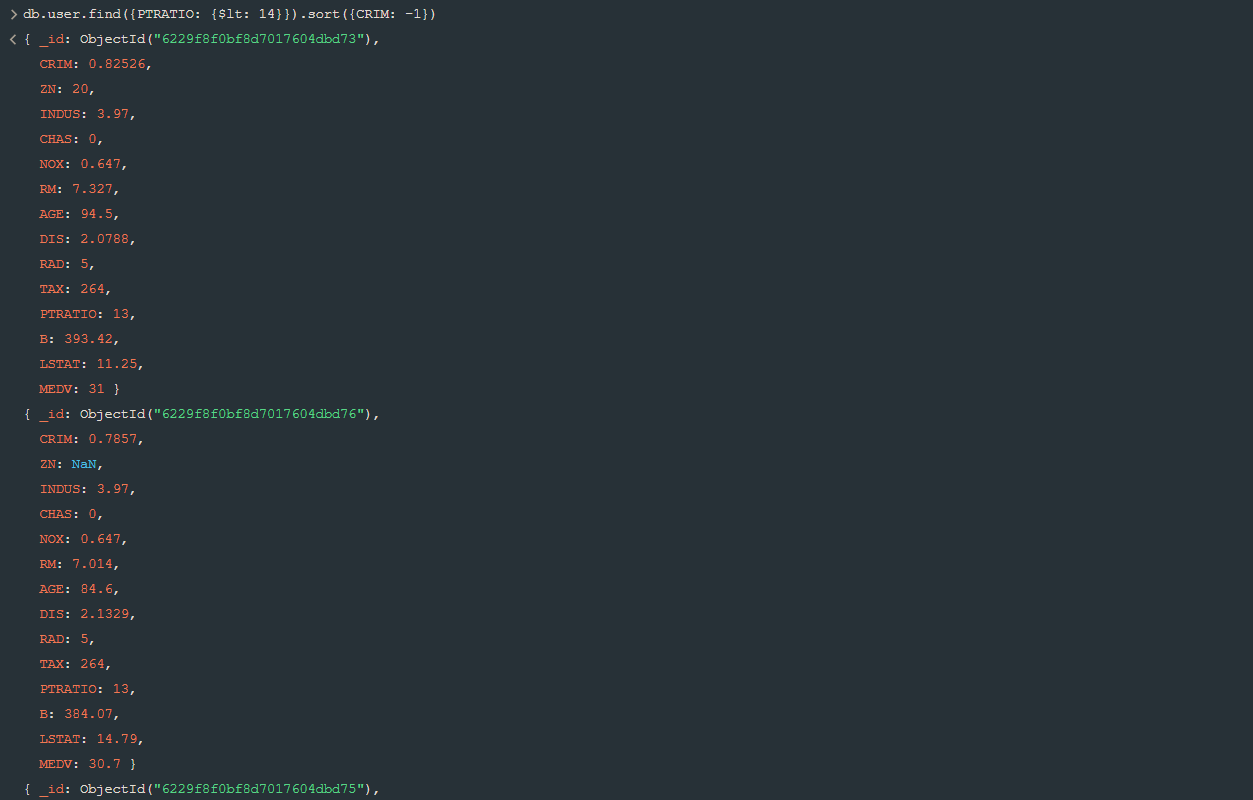 > db.user.find({PTRATIO: {$lt: 14}}).sort({CRIM: -1})
< { _id: ObjectId("6229f8f0bf8d7017604dbd73"),
CRIM: 0.82526,
ZN: 20,
INDUS: 3.97,
CHAS: 0,
NOX: 0.647,
RM: 7.327,
AGE: 94.5,
DIS: 2.0788,
RAD: 5,
TAX: 264,
PTRATIO: 13,
B: 393.42,
LSTAT: 11.25,
MEDV: 31 }
{ _id: ObjectId("6229f8f0bf8d7017604dbd76"),
CRIM: 0.7857,
ZN: NaN,
INDUS: 3.97,
CHAS: 0,
NOX: 0.647,
RM: 7.014,
AGE: 84.6,
DIS: 2.1329,
RAD: 5,
TAX: 264,
PTRATIO: 13,
B: 384.07,
LSTAT: 14.79,
MEDV: 30.7 }
{ _id: ObjectId("6229f8f0bf8d7017604dbd75"),